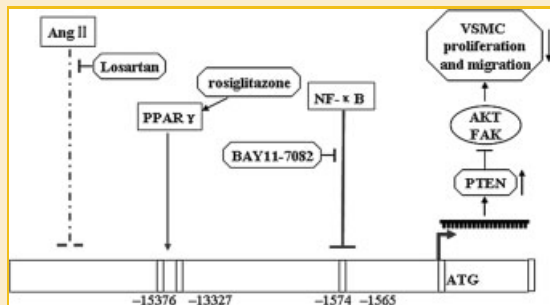 Ang II
Losartan
rosiglitazone
PPAR γ
NF-κB
BAY11-7082
VSMC
proliferation
and migration
AKT
FAK
PTEN
ATG
–15376
–13327
–1574
–1565